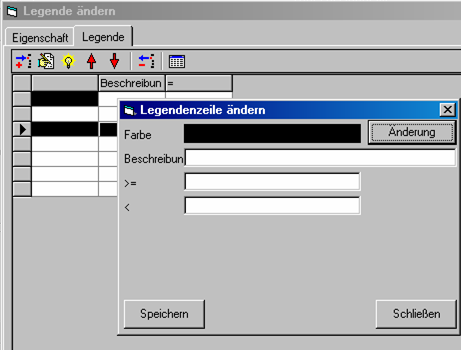 Legende ändern
Eigenschaft Legende
Beschreibun =
Legendenzeile ändern
Farbe
Änderung
Beschreibun
>=
<
Speichern
Schließen